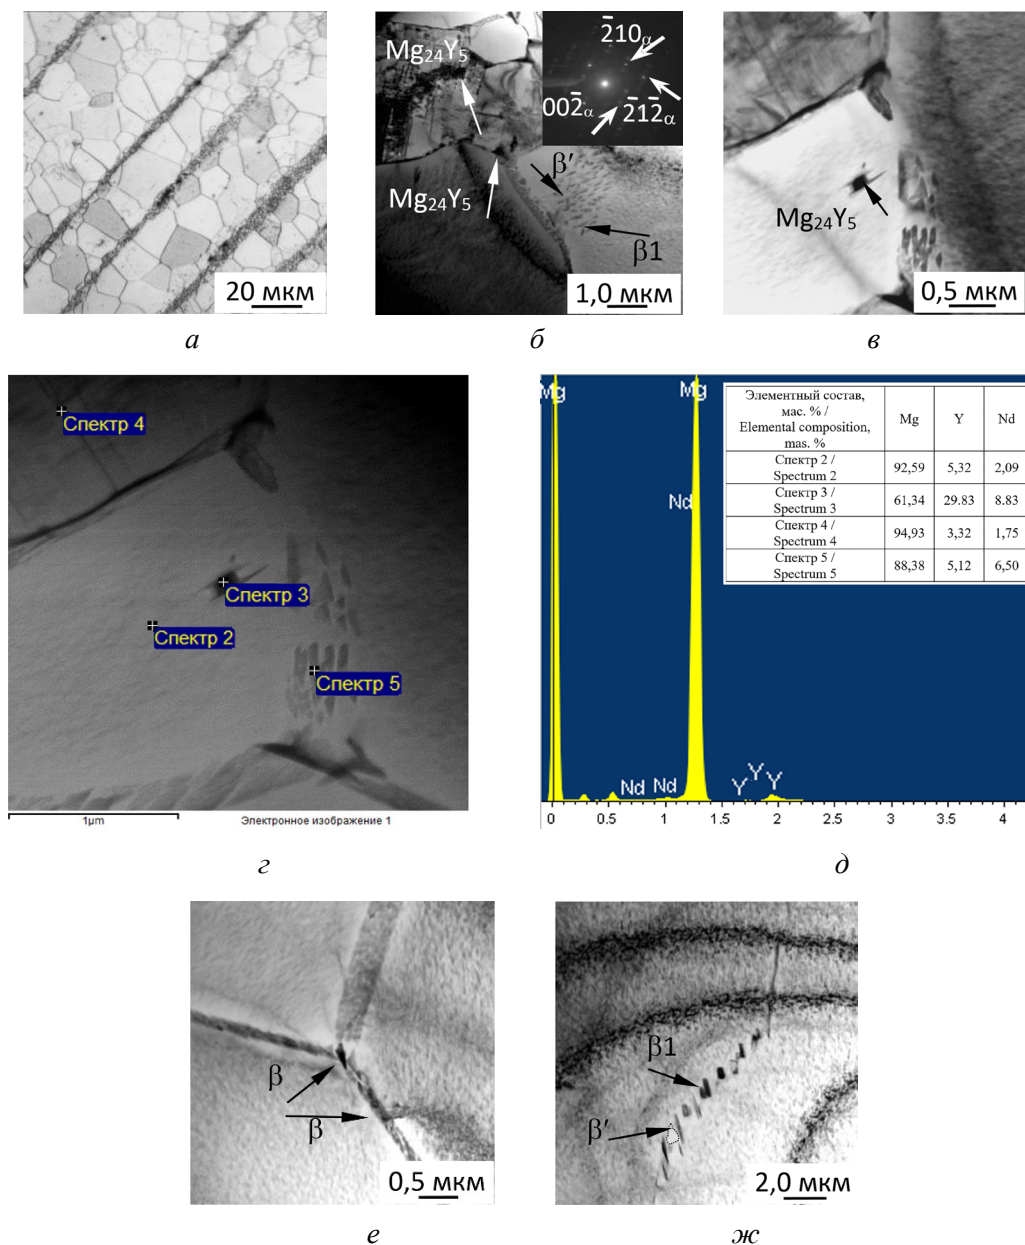 Mg24Y5
Mg24Y5
2̅10α
002̅α
2̅12̅α
β′
β1
Mg24Y5
20 мкм
1,0 мкм
0,5 мкм
а
б
в
Спектр 4
Спектр 3
Спектр 2
Спектр 5
1μm
Электронное изображение 1
Mg
Mg
Nd
Nd
Nd
Y
Y
Y
0 0.5 1 1.5 2 2.5 3 3.5 4
Элементный состав,
мас. % /
Elemental composition,
mas. %
Mg Y Nd
Спектр 2 /
Spectrum 2
92,59 5,32 2,09
Спектр 3 /
Spectrum 3
61,34 29.83 8.83
Спектр 4 /
Spectrum 4
94,93 3,32 1,75
Спектр 5 /
Spectrum 5
88,38 5,12 6,50
г
д
β
β
0,5 мкм
β1
β′
2,0 мкм
е
ж